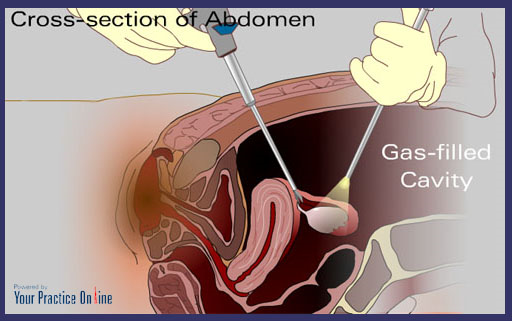 Cross-section of Abdomen
Gas-filled
Cavity
Powered by
Your Practice Online